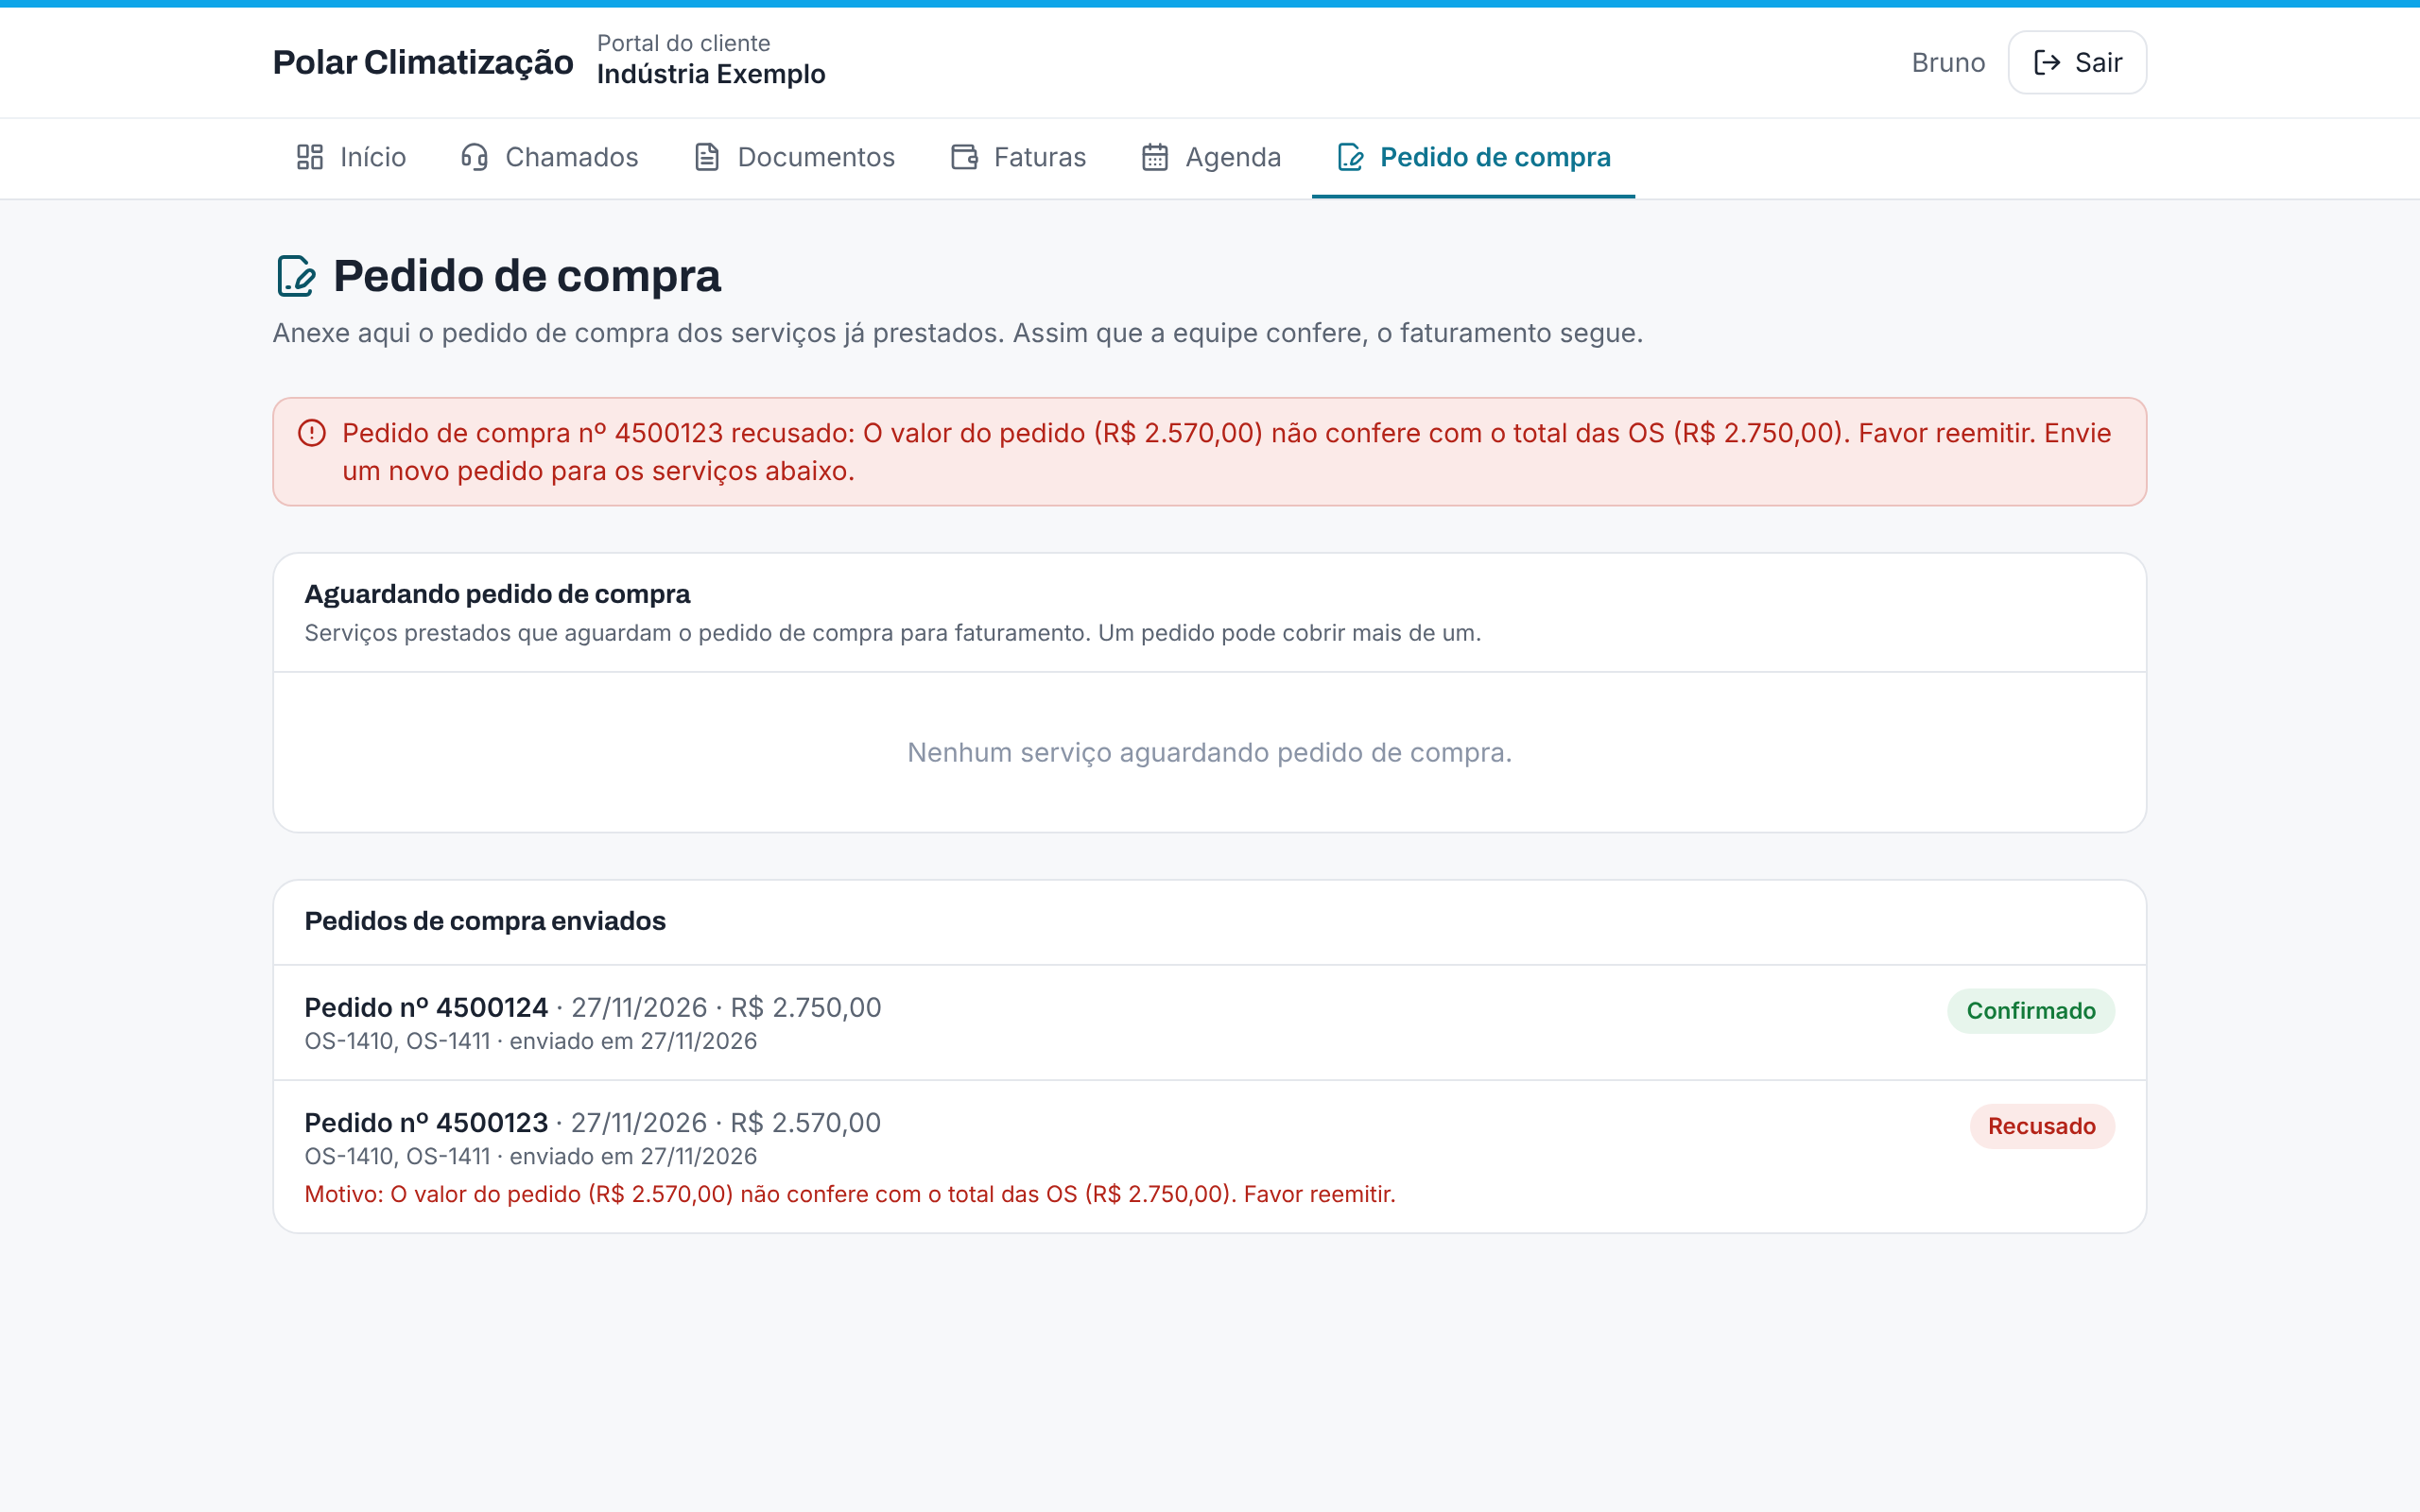 Polar Climatização
Portal do cliente
Indústria Exemplo
Bruno
Sair
Início
Chamados
Documentos
Faturas
Agenda
Pedido de compra
Pedido de compra
Anexe aqui o pedido de compra dos serviços já prestados. Assim que a equipe confere, o faturamento segue.
Pedido de compra nº 4500123 recusado: O valor do pedido (R$ 2.570,00) não confere com o total das OS (R$ 2.750,00). Favor reemitir. Envie
um novo pedido para os serviços abaixo.
Aguardando pedido de compra
Serviços prestados que aguardam o pedido de compra para faturamento. Um pedido pode cobrir mais de um.
Nenhum serviço aguardando pedido de compra.
Pedidos de compra enviados
Pedido nº 4500124 · 27/11/2026 · R$ 2.750,00
Confirmado
OS-1410, OS-1411 · enviado em 27/11/2026
Pedido nº 4500123 · 27/11/2026 · R$ 2.570,00
Recusado
OS-1410, OS-1411 · enviado em 27/11/2026
Motivo: O valor do pedido (R$ 2.570,00) não confere com o total das OS (R$ 2.750,00). Favor reemitir.